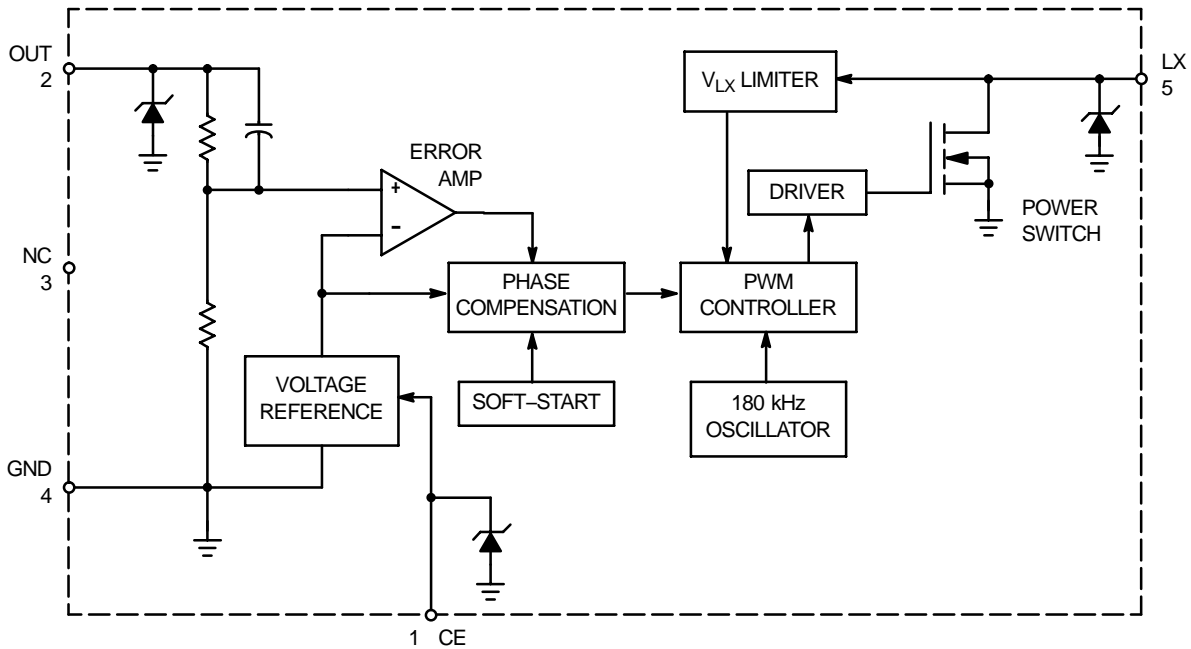 OUT
2
LX
5
VLX LIMITER
ERROR
AMP
+
−
DRIVER
POWER
SWITCH
NC
3
PHASE
COMPENSATION
PWM
CONTROLLER
VOLTAGE
REFERENCE
SOFT−START
180 kHz
OSCILLATOR
GND
4
1 CE